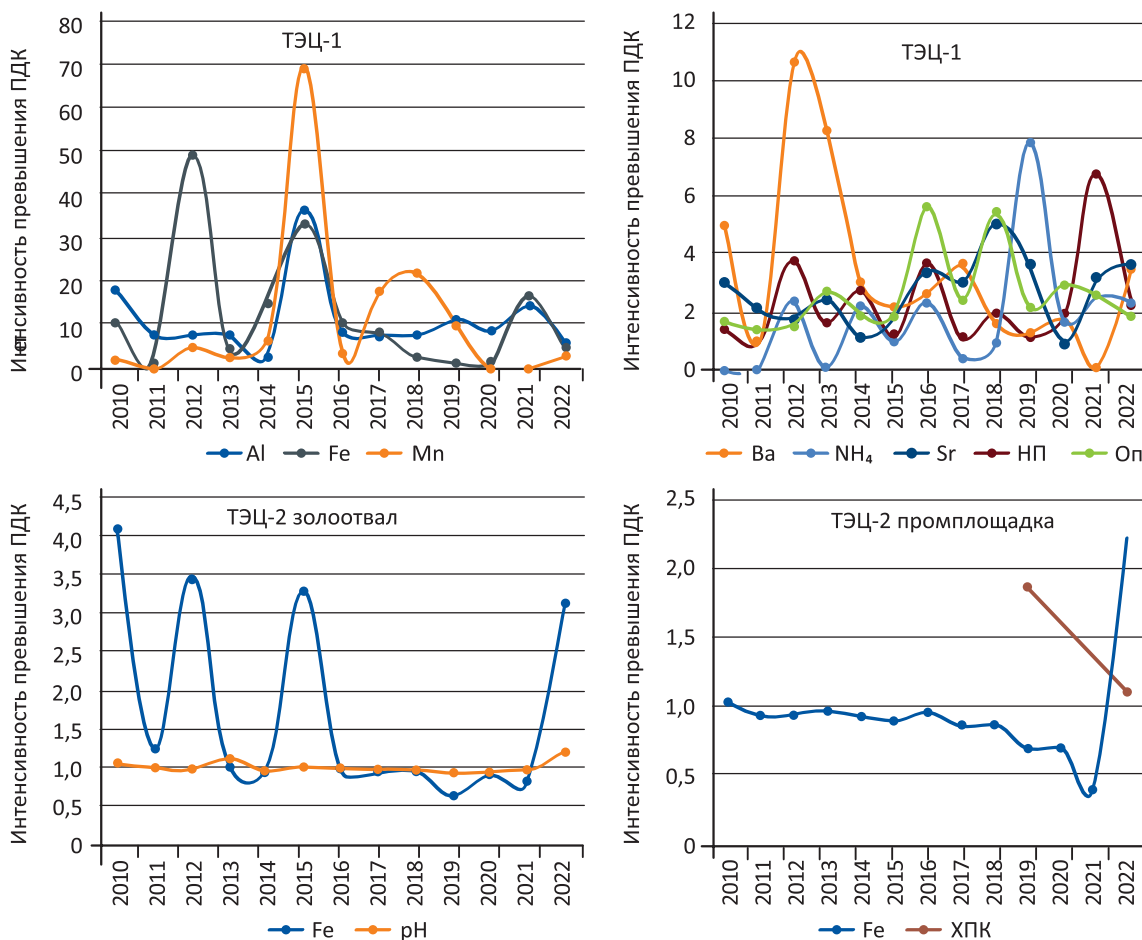 ТЭЦ-1
Интенсивность превышения ПДК
80
70
60
50
40
30
20
10
0
2010 2011 2012 2013 2014 2015 2016 2017 2018 2019 2020 2021 2022
Al Fe Mn
ТЭЦ-1
Интенсивность превышения ПДК
12
10
8
6
4
2
0
2010 2011 2012 2013 2014 2015 2016 2017 2018 2019 2020 2021 2022
Ba NH₄ Sr НП Оп
ТЭЦ-2 золоотвал
Интенсивность превышения ПДК
4,5
4,0
3,5
3,0
2,5
2,0
1,5
1,0
0,5
0
2010 2011 2012 2013 2014 2015 2016 2017 2018 2019 2020 2021 2022
Fe pH
ТЭЦ-2 промплощадка
Интенсивность превышения ПДК
2,5
2,0
1,5
1,0
0,5
0
2010 2011 2012 2013 2014 2015 2016 2017 2018 2019 2020 2021 2022
Fe ХПК